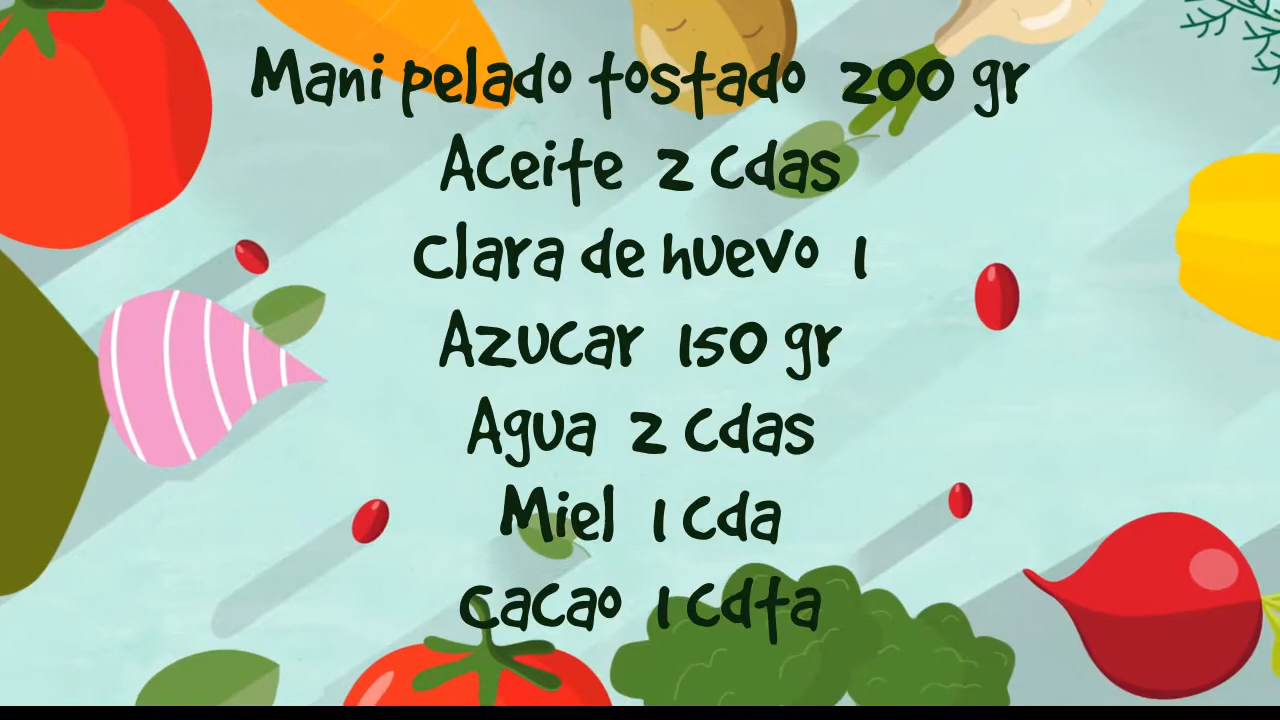 Mani pelado tostado 200 gr
Aceite 2 Cdas
Clara de huevo 1
Azucar 150 gr
Agua 2 Cdas
Miel 1 Cda
Cacao 1 Cdta